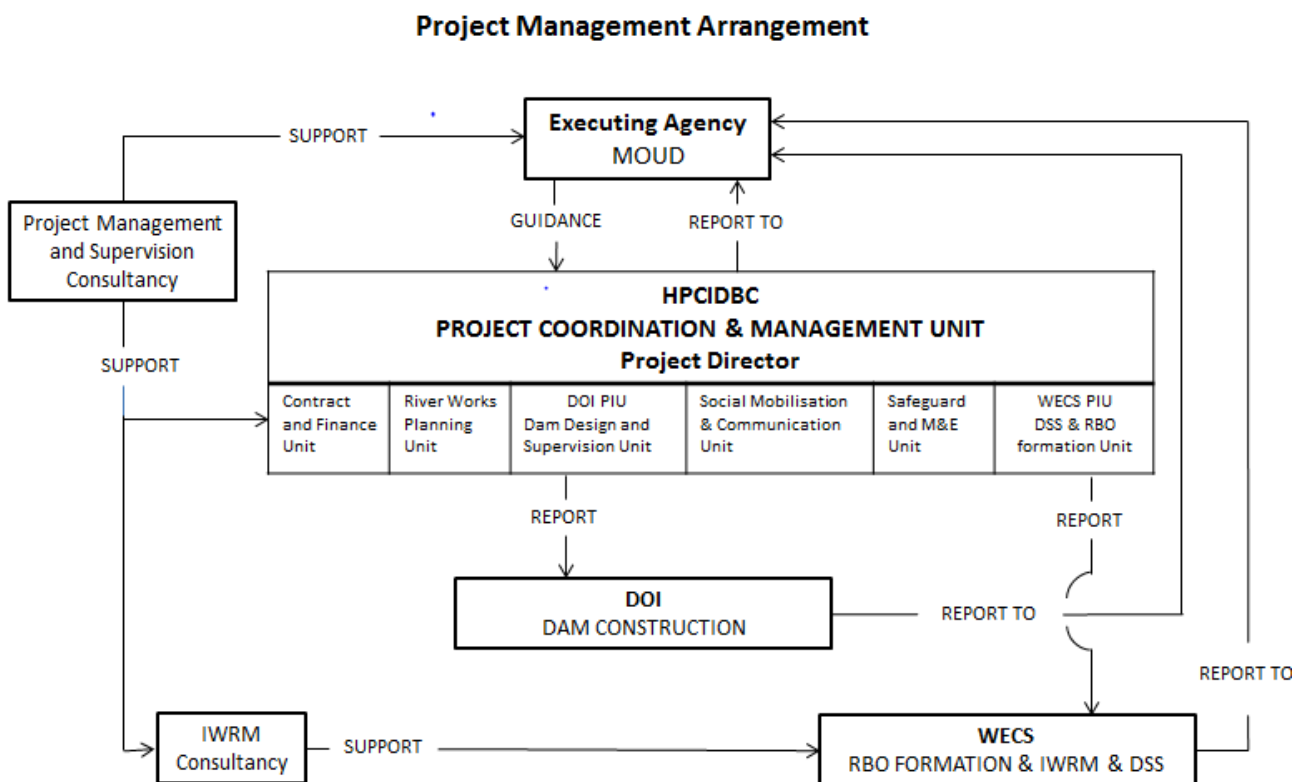 Project Management Arrangement
Executing Agency
MOUD
SUPPORT
Project Management
and Supervision
Consultancy
GUIDANCE
REPORT TO
HPCIDBC
PROJECT COORDINATION & MANAGEMENT UNIT
Project Director
SUPPORT
Contract
and Finance
Unit
River Works
Planning
Unit
DOI PIU
Dam Design and
Supervision Unit
Social Mobilisation
& Communication
Unit
Safeguard
and M&E
Unit
WECS PIU
DSS & RBO
formation Unit
REPORT
REPORT
DOI
DAM CONSTRUCTION
REPORT TO
REPORT TO
IWRM
Consultancy
SUPPORT
WECS
RBO FORMATION & IWRM & DSS